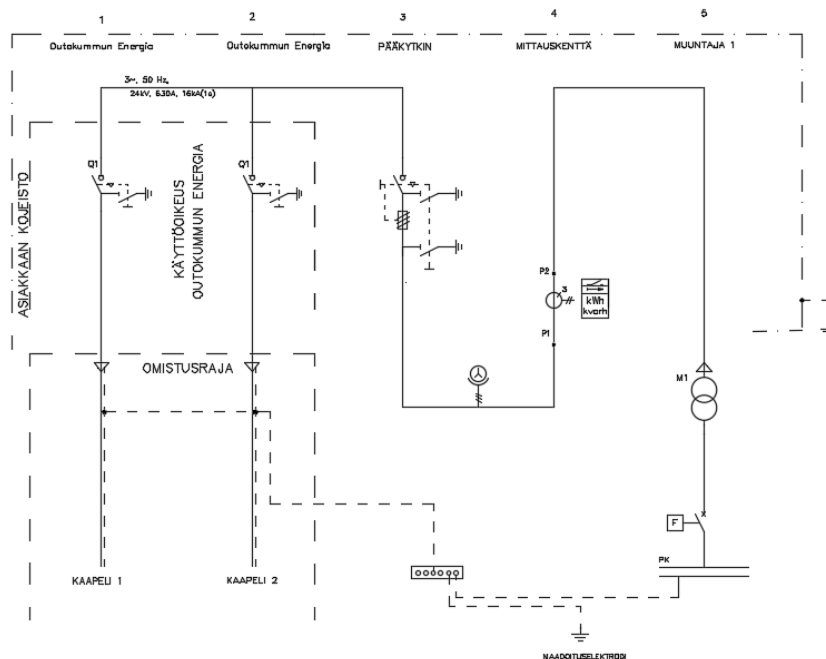 1
2
3
4
5
Outokummun Energia
Outokummun Energia
PÄÄKYTKIN
MITTAUSKENTTÄ
MUUNTAJA 1
3~, 50 Hz,
24kV, 630A, 16kA(1s)
ASIAKKAAN KOJEISTO
Q1
KÄYTTÖOIKEUS
OUTOKUMMUN ENERGIA
Q1
P2
3
kWh
kvarh
P1
OMISTUSRAJA
M1
F
PK
KAAPELI 1
KAAPELI 2
MAADOITUSELEKTRODI